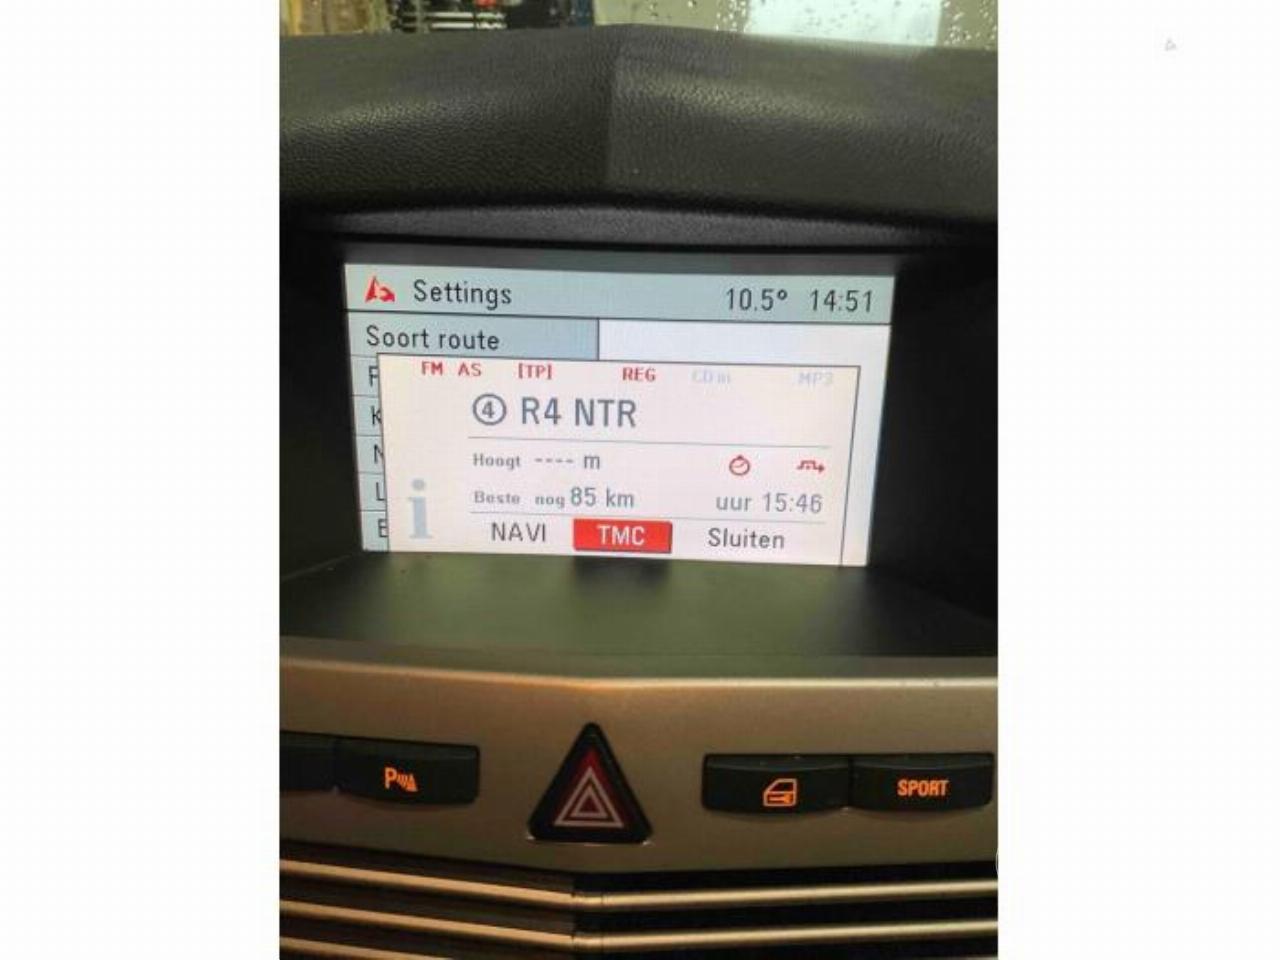 Settings 10.5° 14:51
Soort route
F
K
N
L
E
FM AS [TP] REG CD in MP3
④ R4 NTR
Hoogt ---- m
Beste nog 85 km uur 15:46
i
NAVI TMC Sluiten
P
SPORT